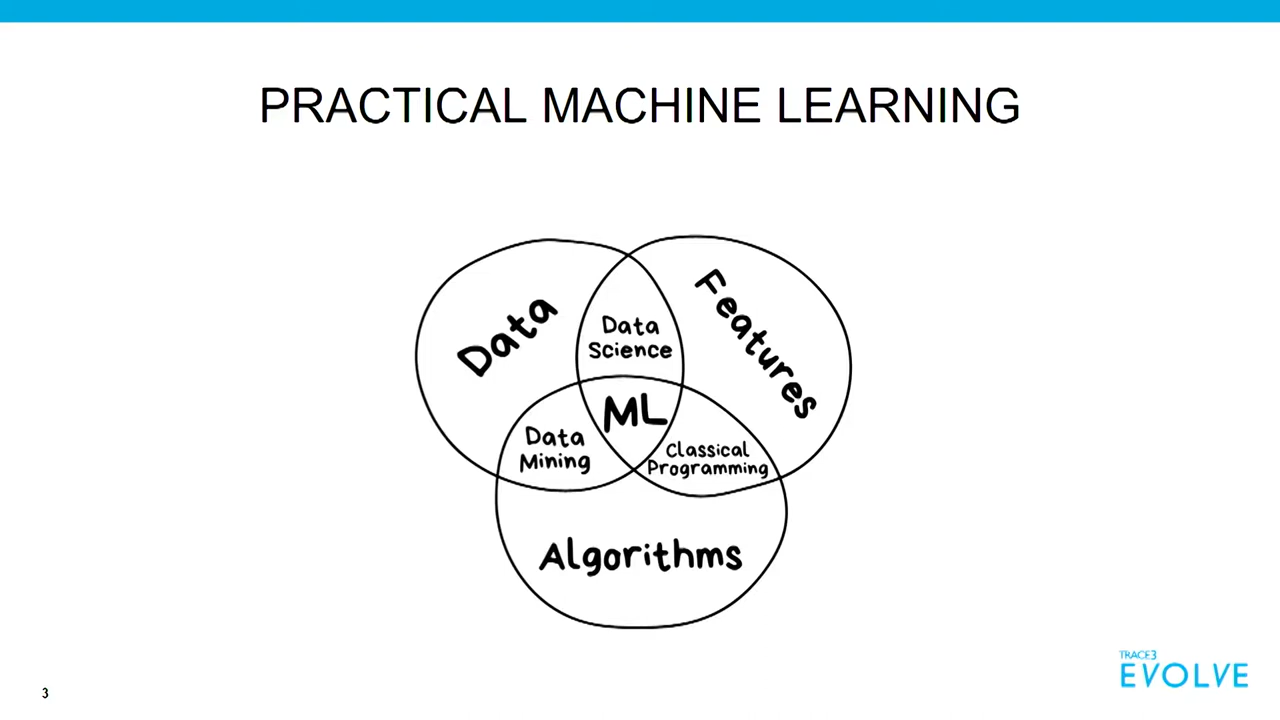 PRACTICAL MACHINE LEARNING
Data
Features
Data
Science
ML
Data
Mining
Classical
Programming
Algorithms
TRACE3
EVOLVE
3